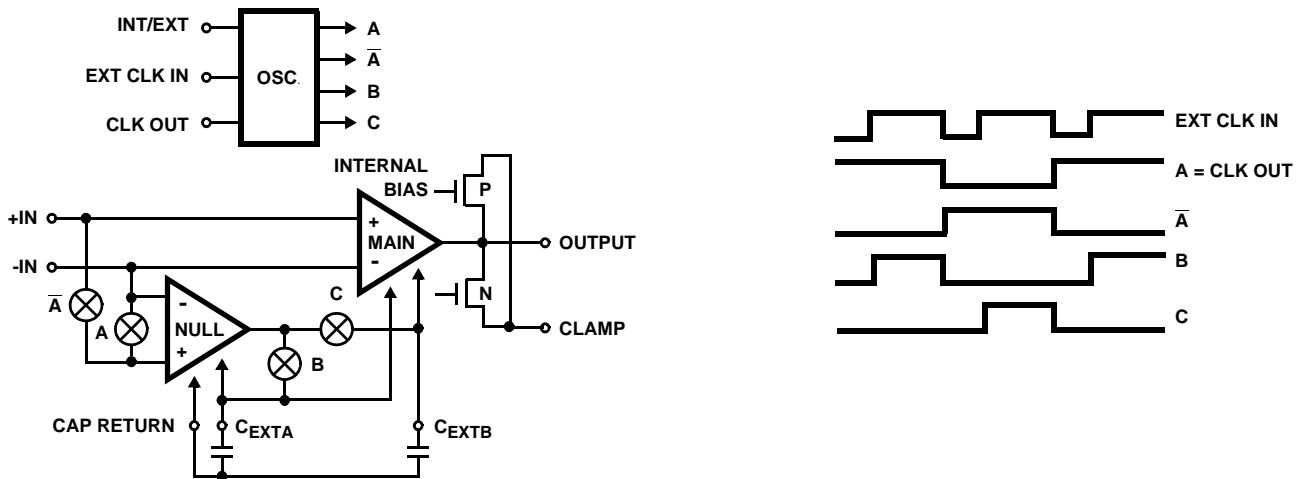 INT/EXT
A
A̅
EXT CLK IN
OSC.
B
CLK OUT
C
INTERNAL
BIAS
P
+IN
+
MAIN
-
OUTPUT
-IN
A̅
A
-
NULL
+
C
N
CLAMP
B
CAP RETURN
CEXTA
CEXTB
EXT CLK IN
A = CLK OUT
A̅
B
C